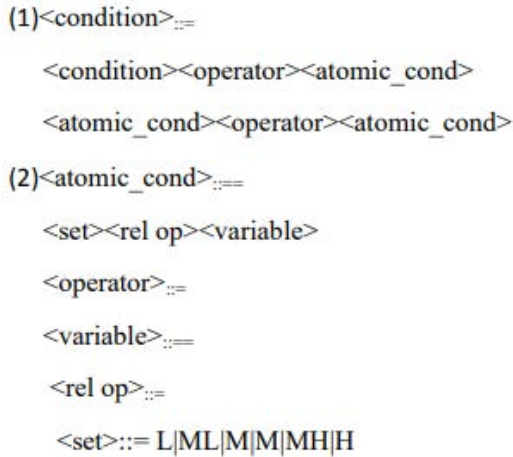 (1)<condition>::=
<condition><operator><atomic_cond>
<atomic_cond><operator><atomic_cond>
(2)<atomic_cond>::==
<set><rel op><variable>
<operator>::=
<variable>::==
<rel op>::=
<set>::= L|ML|M|M|MH|H